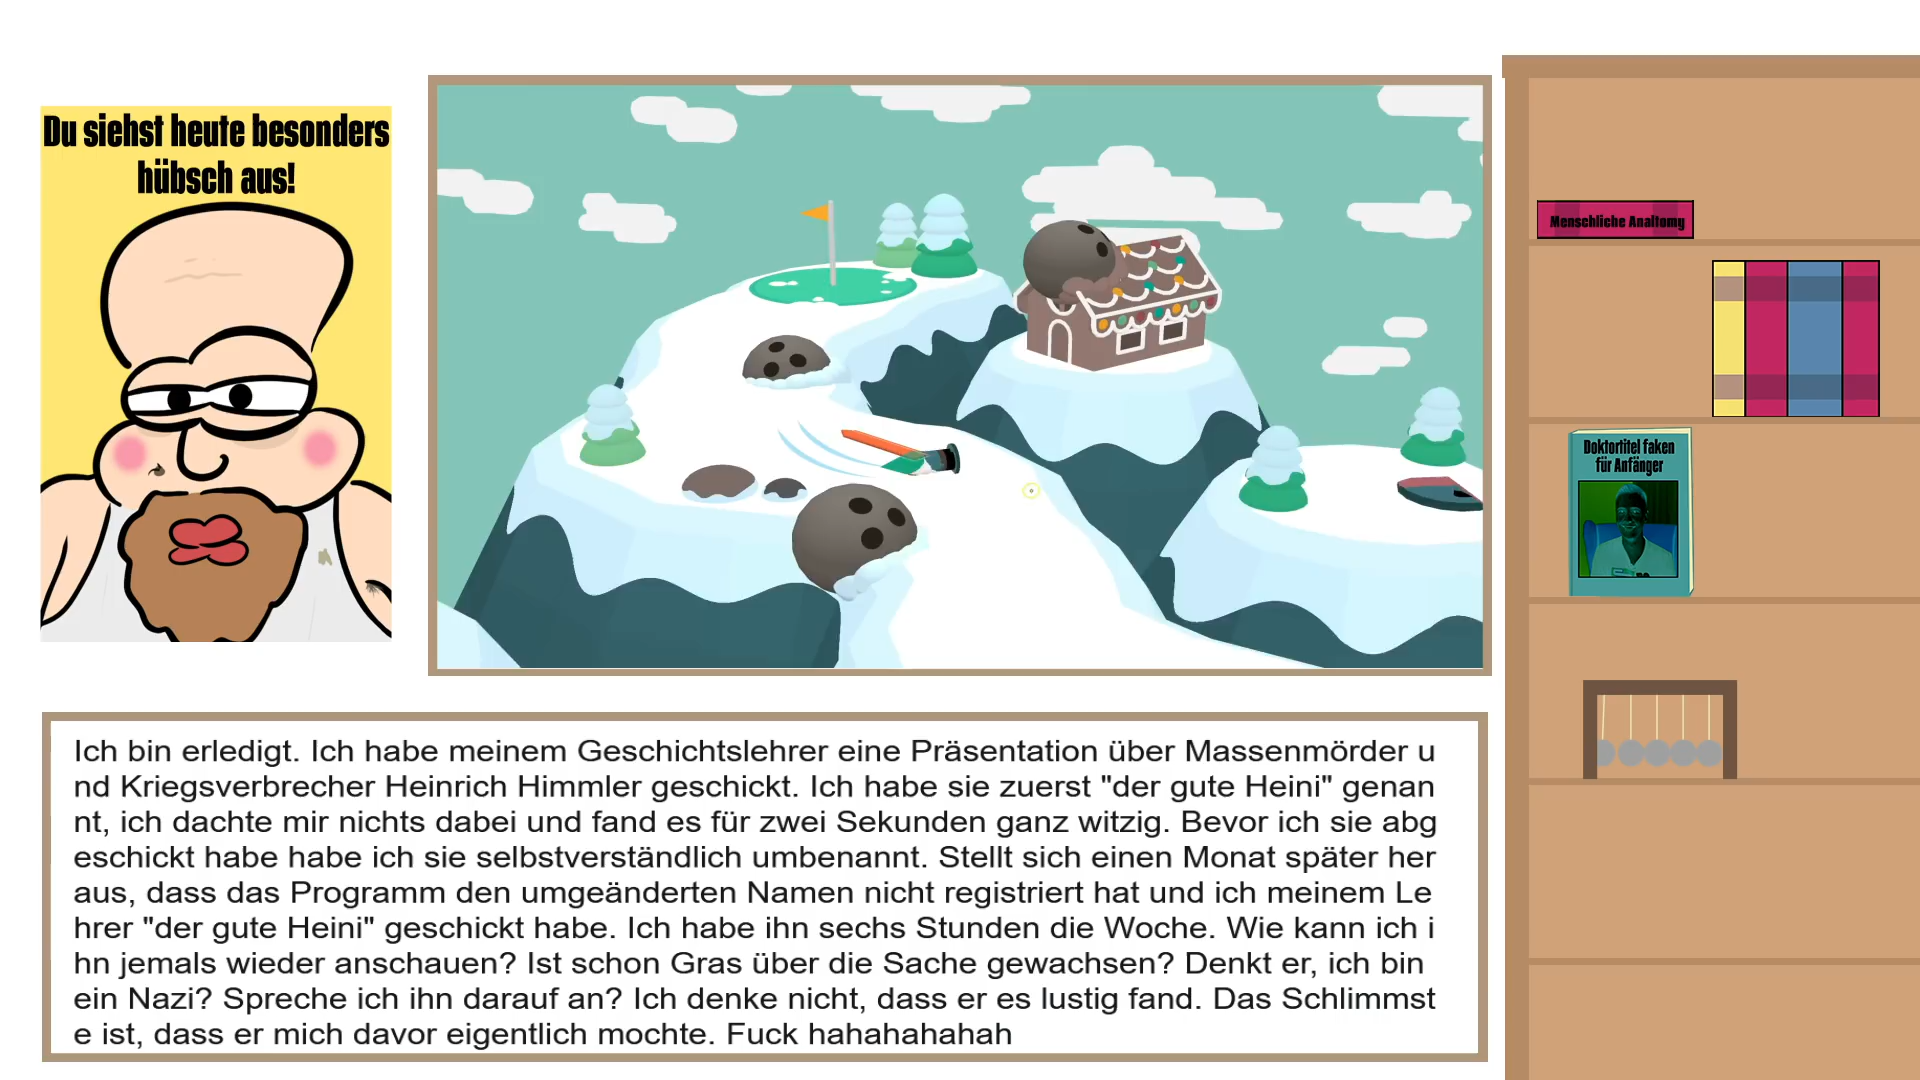 Du siehst heute besonders
hübsch aus!
Menschliche Analtomy
Doktortitel faken
für Anfänger
Ich bin erledigt. Ich habe meinem Geschichtslehrer eine Präsentation über Massenmörder u
nd Kriegsverbrecher Heinrich Himmler geschickt. Ich habe sie zuerst "der gute Heini" genan
nt, ich dachte mir nichts dabei und fand es für zwei Sekunden ganz witzig. Bevor ich sie abg
eschickt habe habe ich sie selbstverständlich umbenannt. Stellt sich einen Monat später her
aus, dass das Programm den umgeänderten Namen nicht registriert hat und ich meinem Le
hrer "der gute Heini" geschickt habe. Ich habe ihn sechs Stunden die Woche. Wie kann ich i
hn jemals wieder anschauen? Ist schon Gras über die Sache gewachsen? Denkt er, ich bin
ein Nazi? Spreche ich ihn darauf an? Ich denke nicht, dass er es lustig fand. Das Schlimmst
e ist, dass er mich davor eigentlich mochte. Fuck hahahahahah